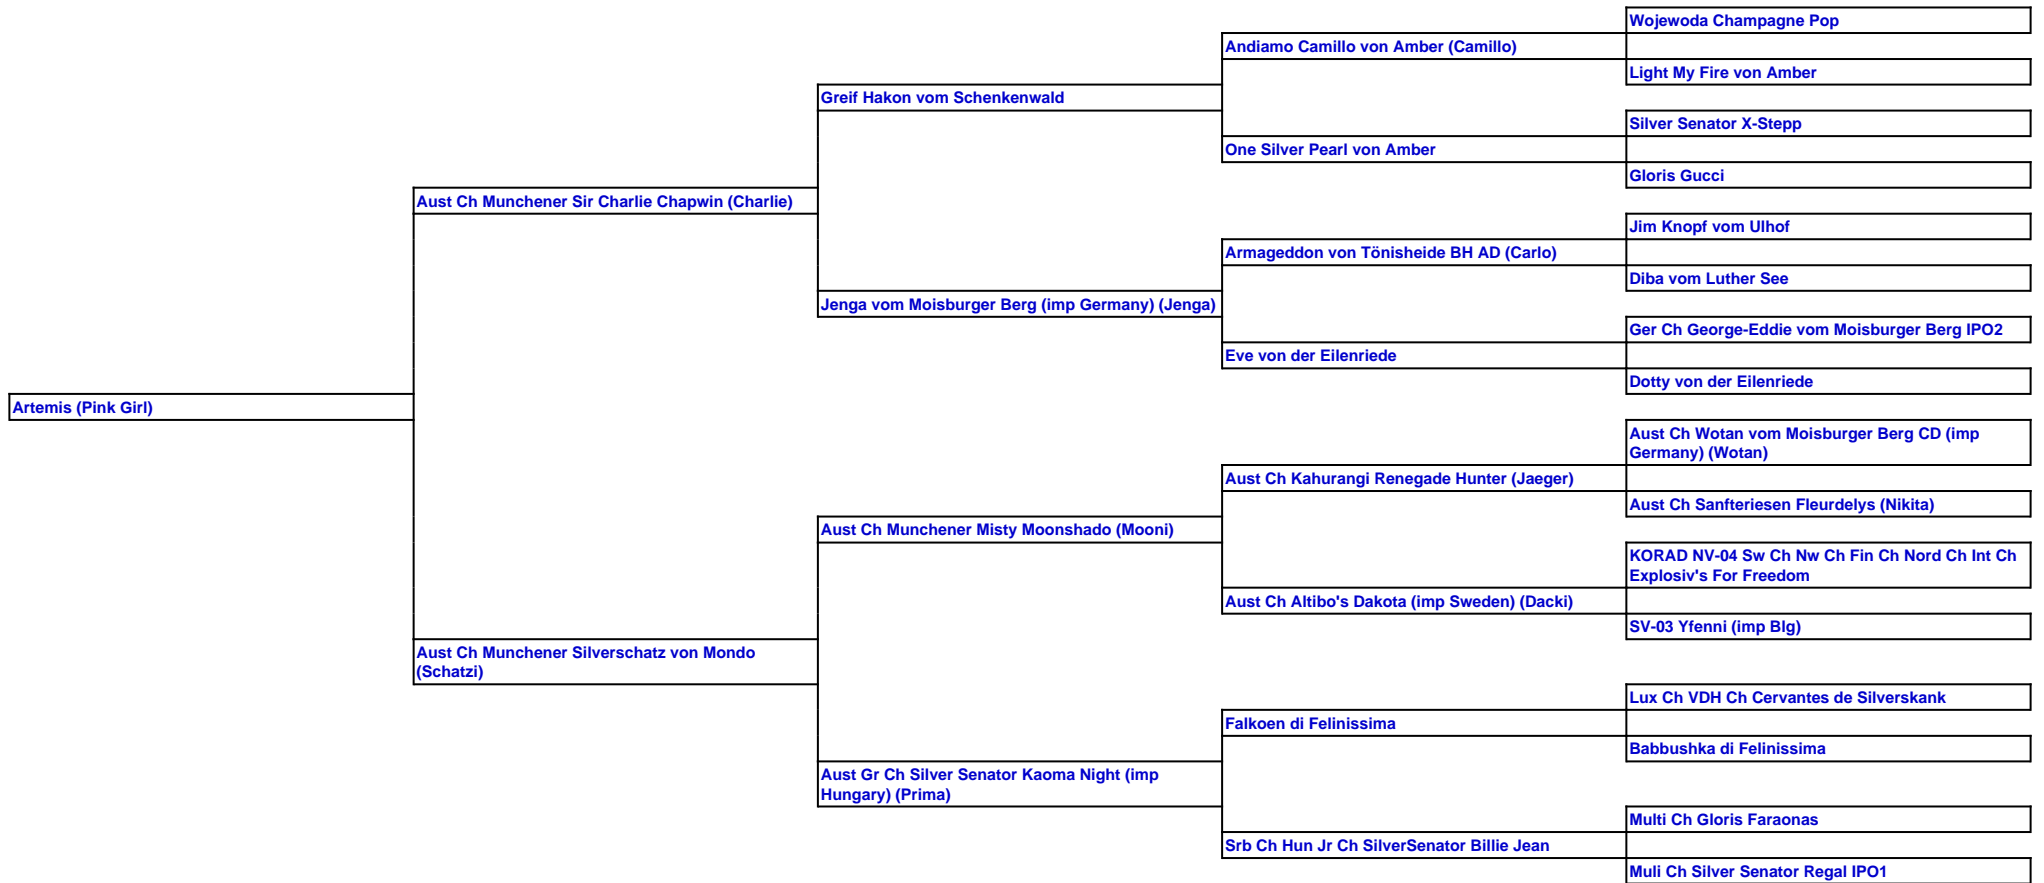 Wojewoda Champagne Pop
Andiamo Camillo von Amber (Camillo)
Light My Fire von Amber
Greif Hakon vom Schenkenwald
Silver Senator X-Stepp
One Silver Pearl von Amber
Gloris Gucci
Aust Ch Munchener Sir Charlie Chapwin (Charlie)
Jim Knopf vom Ulhof
Armageddon von Tönisheide BH AD (Carlo)
Diba vom Luther See
Jenga vom Moisburger Berg (imp Germany) (Jenga)
Ger Ch George-Eddie vom Moisburger Berg IPO2
Eve von der Eilenriede
Dotty von der Eilenriede
Artemis (Pink Girl)
Aust Ch Wotan vom Moisburger Berg CD (imp
Germany) (Wotan)
Aust Ch Kahurangi Renegade Hunter (Jaeger)
Aust Ch Sanfteriesen Fleurdelys (Nikita)
Aust Ch Munchener Misty Moonshado (Mooni)
KORAD NV-04 Sw Ch Nw Ch Fin Ch Nord Ch Int Ch
Explosiv's For Freedom
Aust Ch Altibo's Dakota (imp Sweden) (Dacki)
SV-03 Yfenni (imp Blg)
Aust Ch Munchener Silverschatz von Mondo
(Schatzi)
Lux Ch VDH Ch Cervantes de Silverskank
Falkoen di Felinissima
Babbushka di Felinissima
Aust Gr Ch Silver Senator Kaoma Night (imp
Hungary) (Prima)
Multi Ch Gloris Faraonas
Srb Ch Hun Jr Ch SilverSenator Billie Jean
Muli Ch Silver Senator Regal IPO1